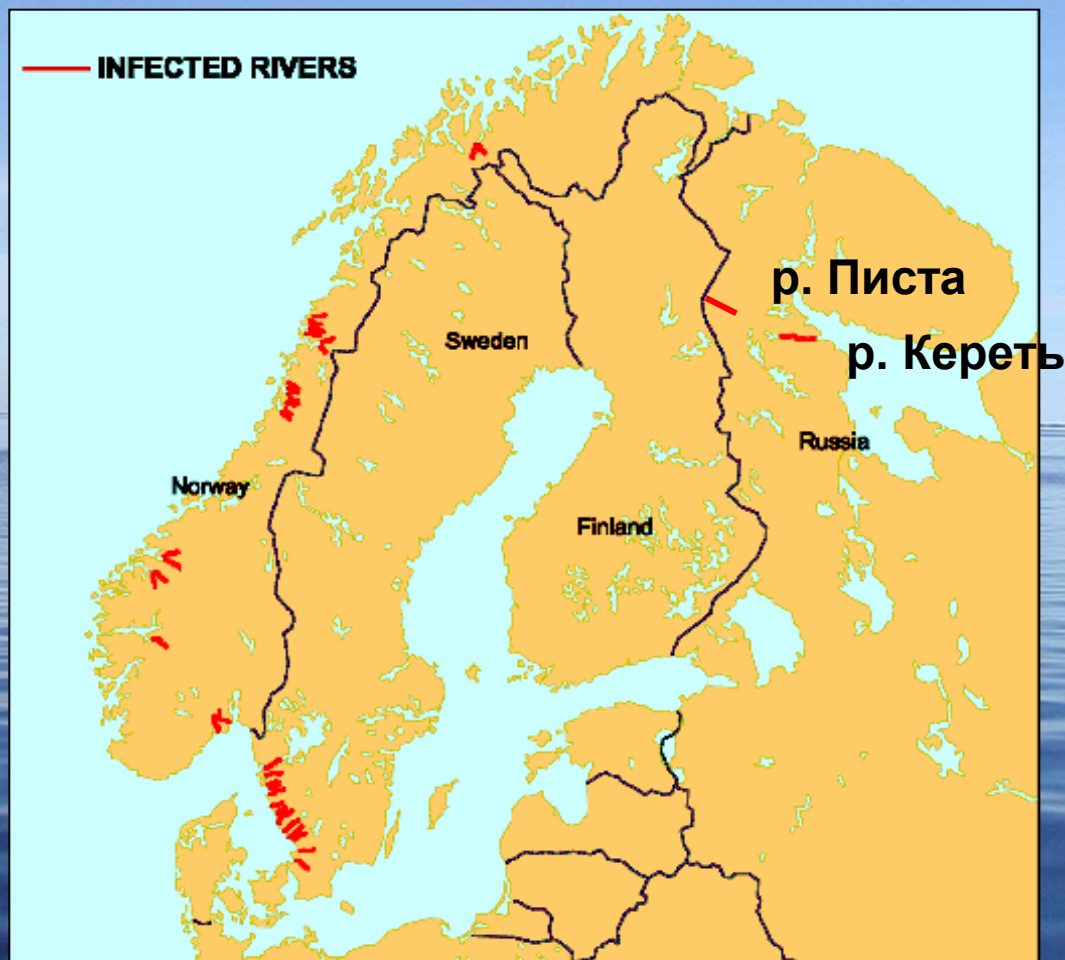 INFECTED RIVERS
р. Писта
Sweden
р. Кереть
Russia
Norway
Finland